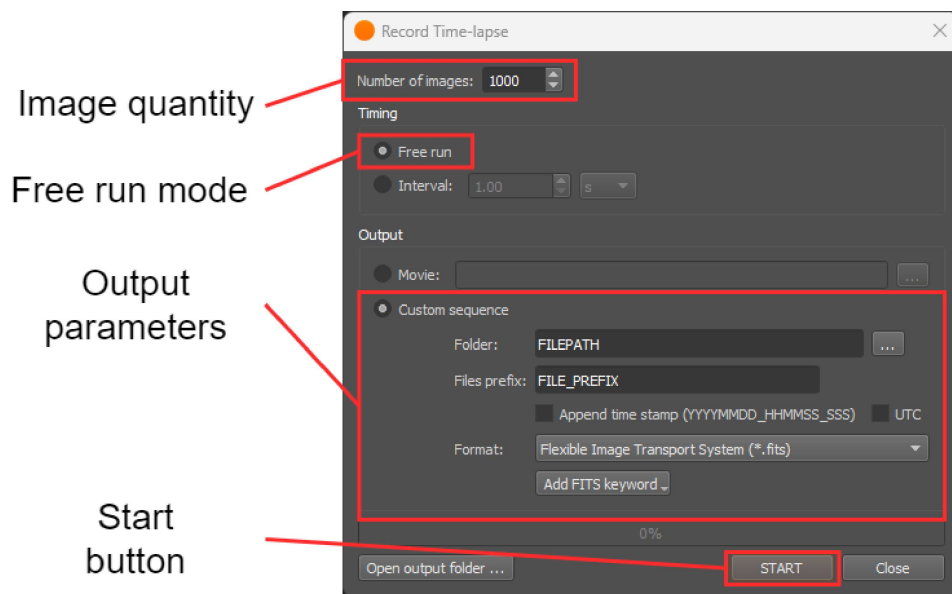 Record Time-lapse
Image quantity
Number of images: 1000
Timing
Free run mode
Free run
Interval: 1.00 s
Output
Movie: ...
Output
parameters
Custom sequence
Folder: FILEPATH ...
Files prefix: FILE_PREFIX
Append time stamp (YYYYMMDD_HHMMSS_SSS) UTC
Format: Flexible Image Transport System (*.fits)
Add FITS keyword
0%
Start
button
Open output folder ... START Close